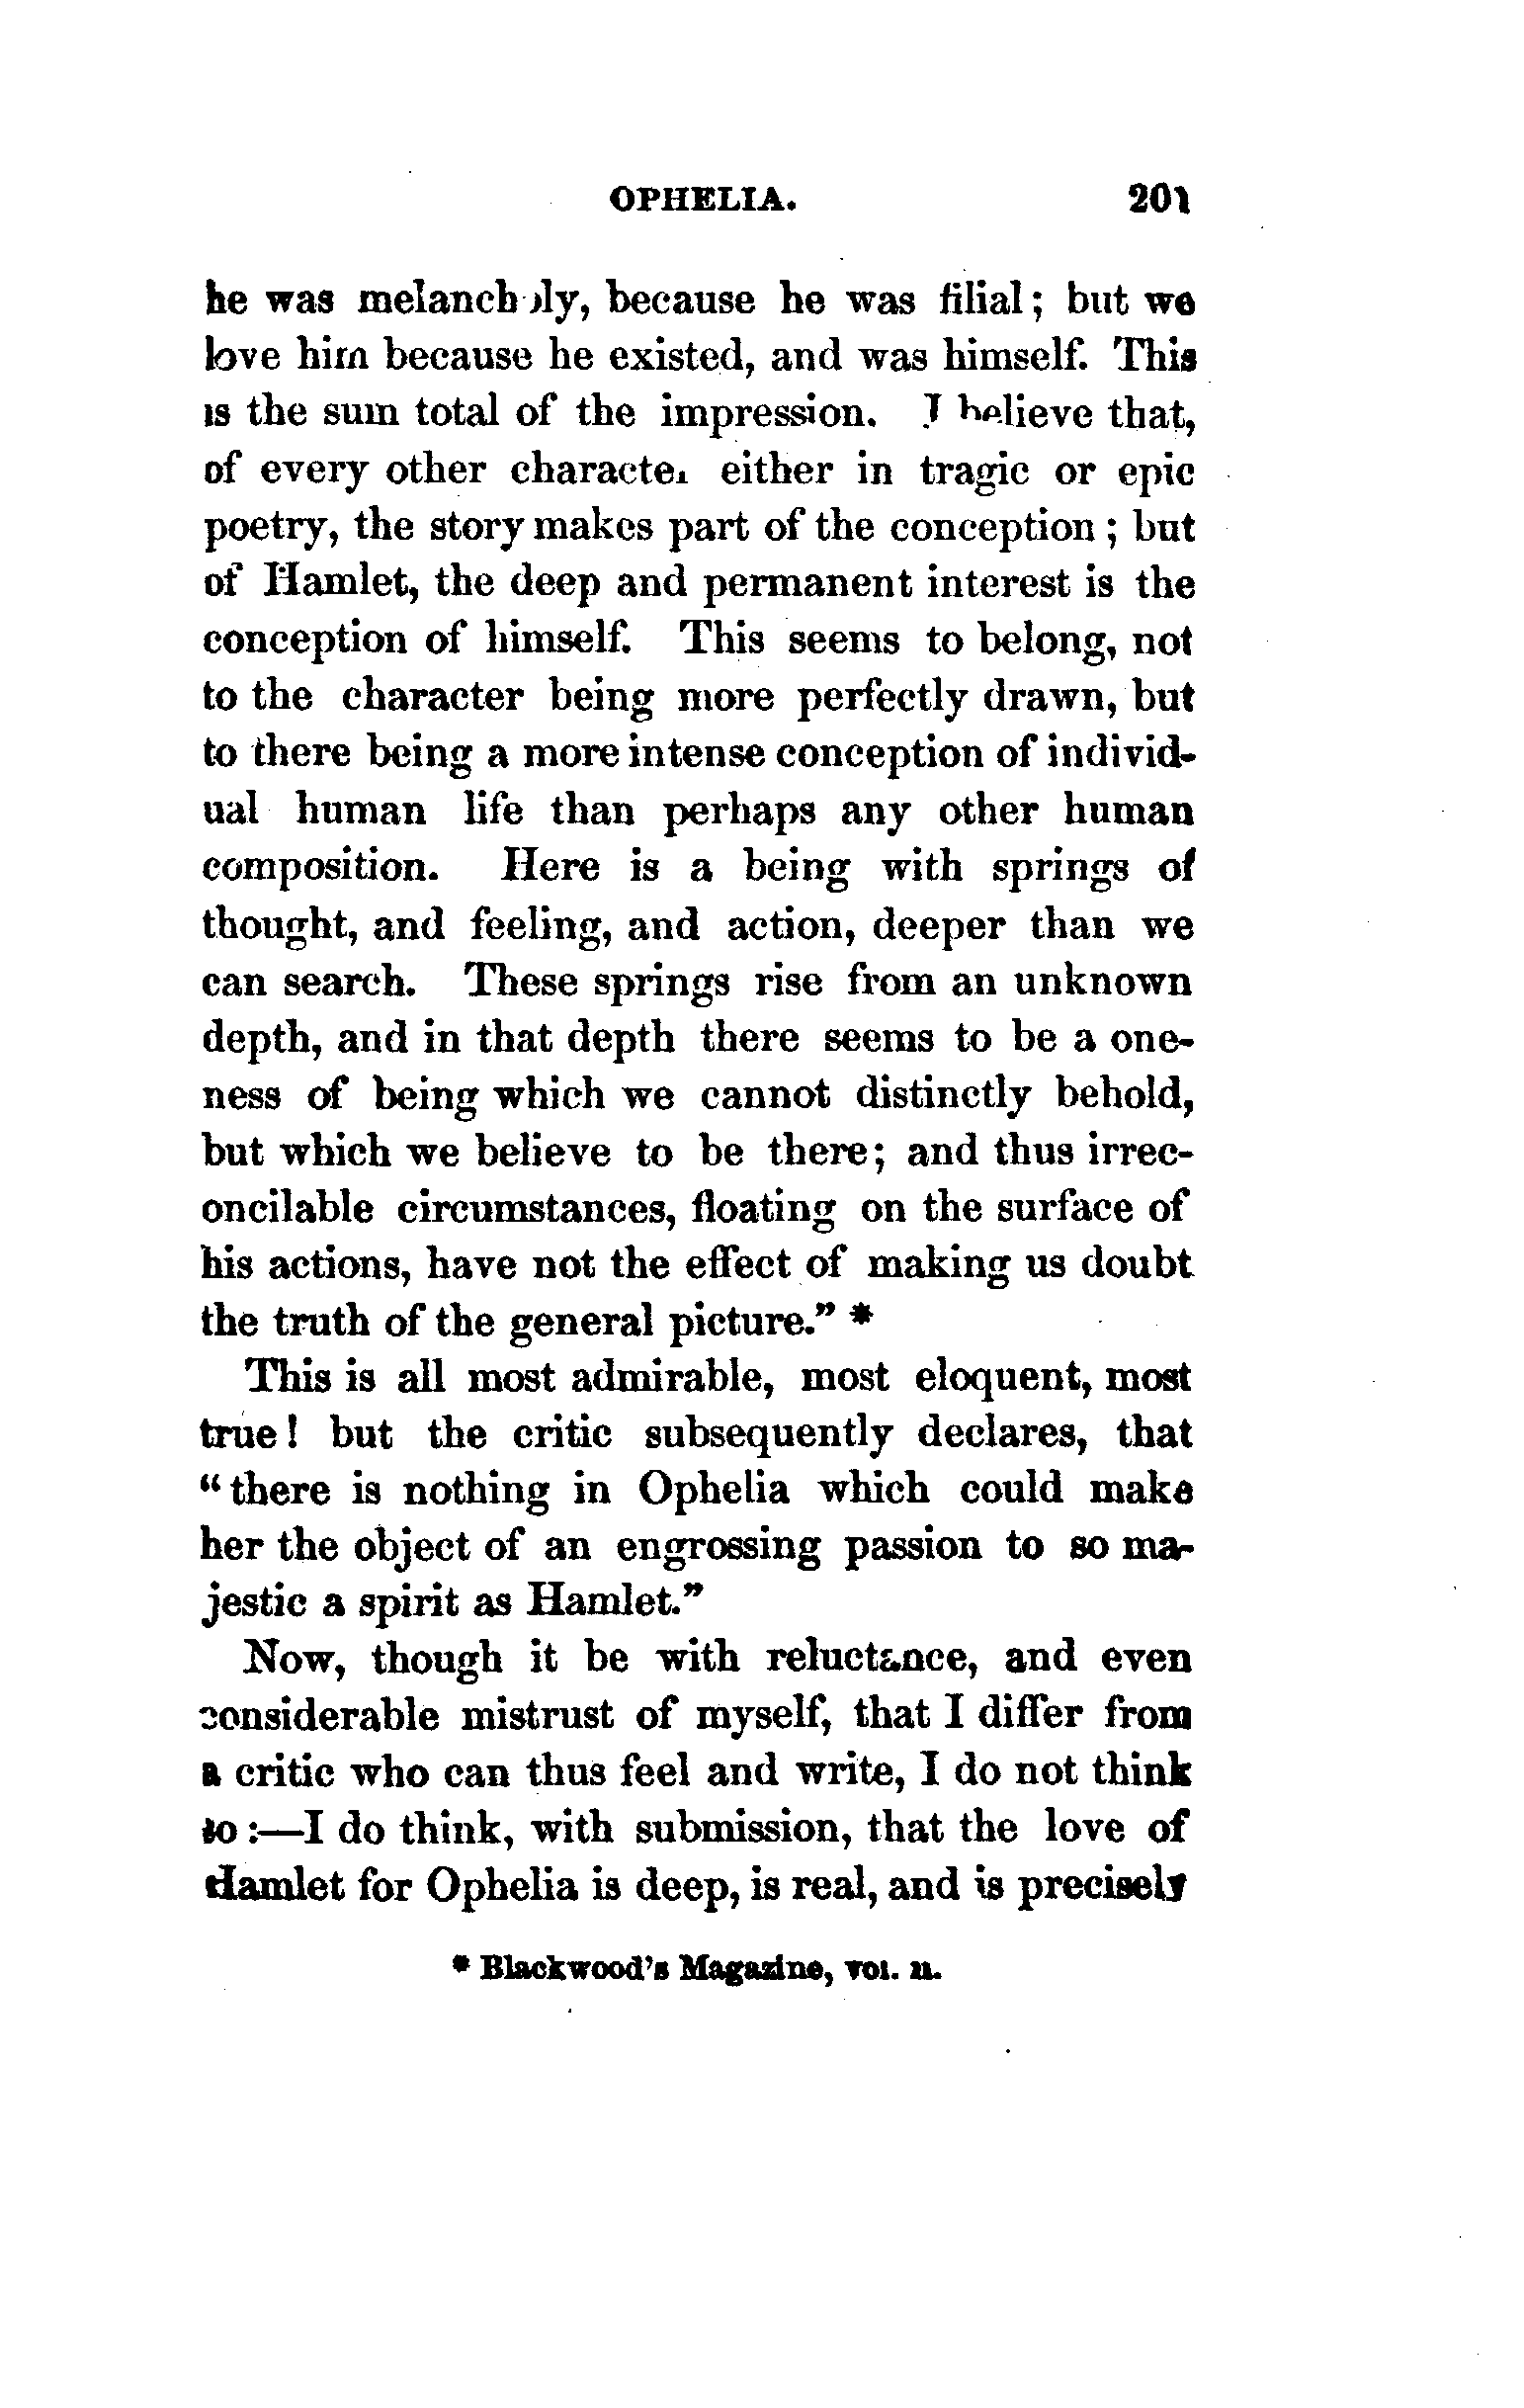 OPHELIA. 201
he was melancholy, because he was filial; but we
love him because he existed, and was himself. This
is the sum total of the impression. I believe that,
of every other character either in tragic or epic
poetry, the story makes part of the conception; but
of Hamlet, the deep and permanent interest is the
conception of himself. This seems to belong, not
to the character being more perfectly drawn, but
to there being a more intense conception of individ-
ual human life than perhaps any other human
composition. Here is a being with springs of
thought, and feeling, and action, deeper than we
can search. These springs rise from an unknown
depth, and in that depth there seems to be a one-
ness of being which we cannot distinctly behold,
but which we believe to be there; and thus irrec-
oncilable circumstances, floating on the surface of
his actions, have not the effect of making us doubt
the truth of the general picture." *
This is all most admirable, most eloquent, most
true! but the critic subsequently declares, that
"there is nothing in Ophelia which could make
her the object of an engrossing passion to so ma-
jestic a spirit as Hamlet."
Now, though it be with reluctance, and even
considerable mistrust of myself, that I differ from
a critic who can thus feel and write, I do not think
so:—I do think, with submission, that the love of
Hamlet for Ophelia is deep, is real, and is precisely
* Blackwood's Magazine, vol. II.